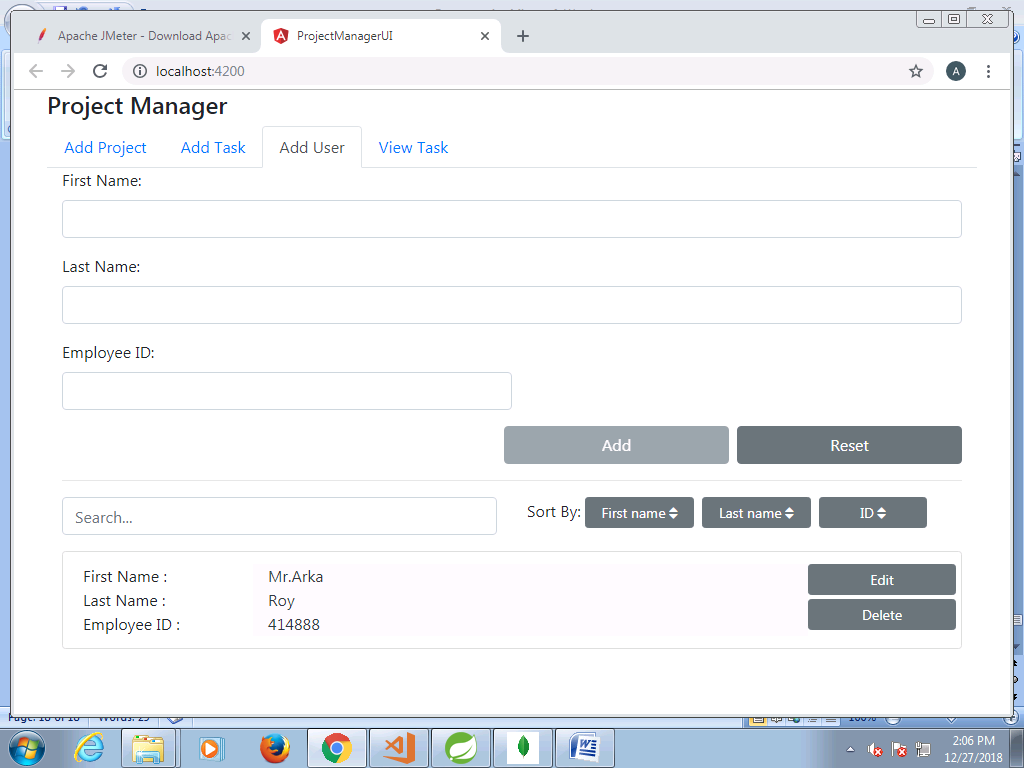 Apache JMeter - Download Apac
ProjectManagerUI
localhost:4200
A
Project Manager
Add Project
Add Task
Add User
View Task
First Name:
Last Name:
Employee ID:
Add
Reset
Search...
Sort By:
First name
Last name
ID
First Name :
Mr.Arka
Last Name :
Roy
Employee ID :
414888
Edit
Delete
2:06 PM
12/27/2018